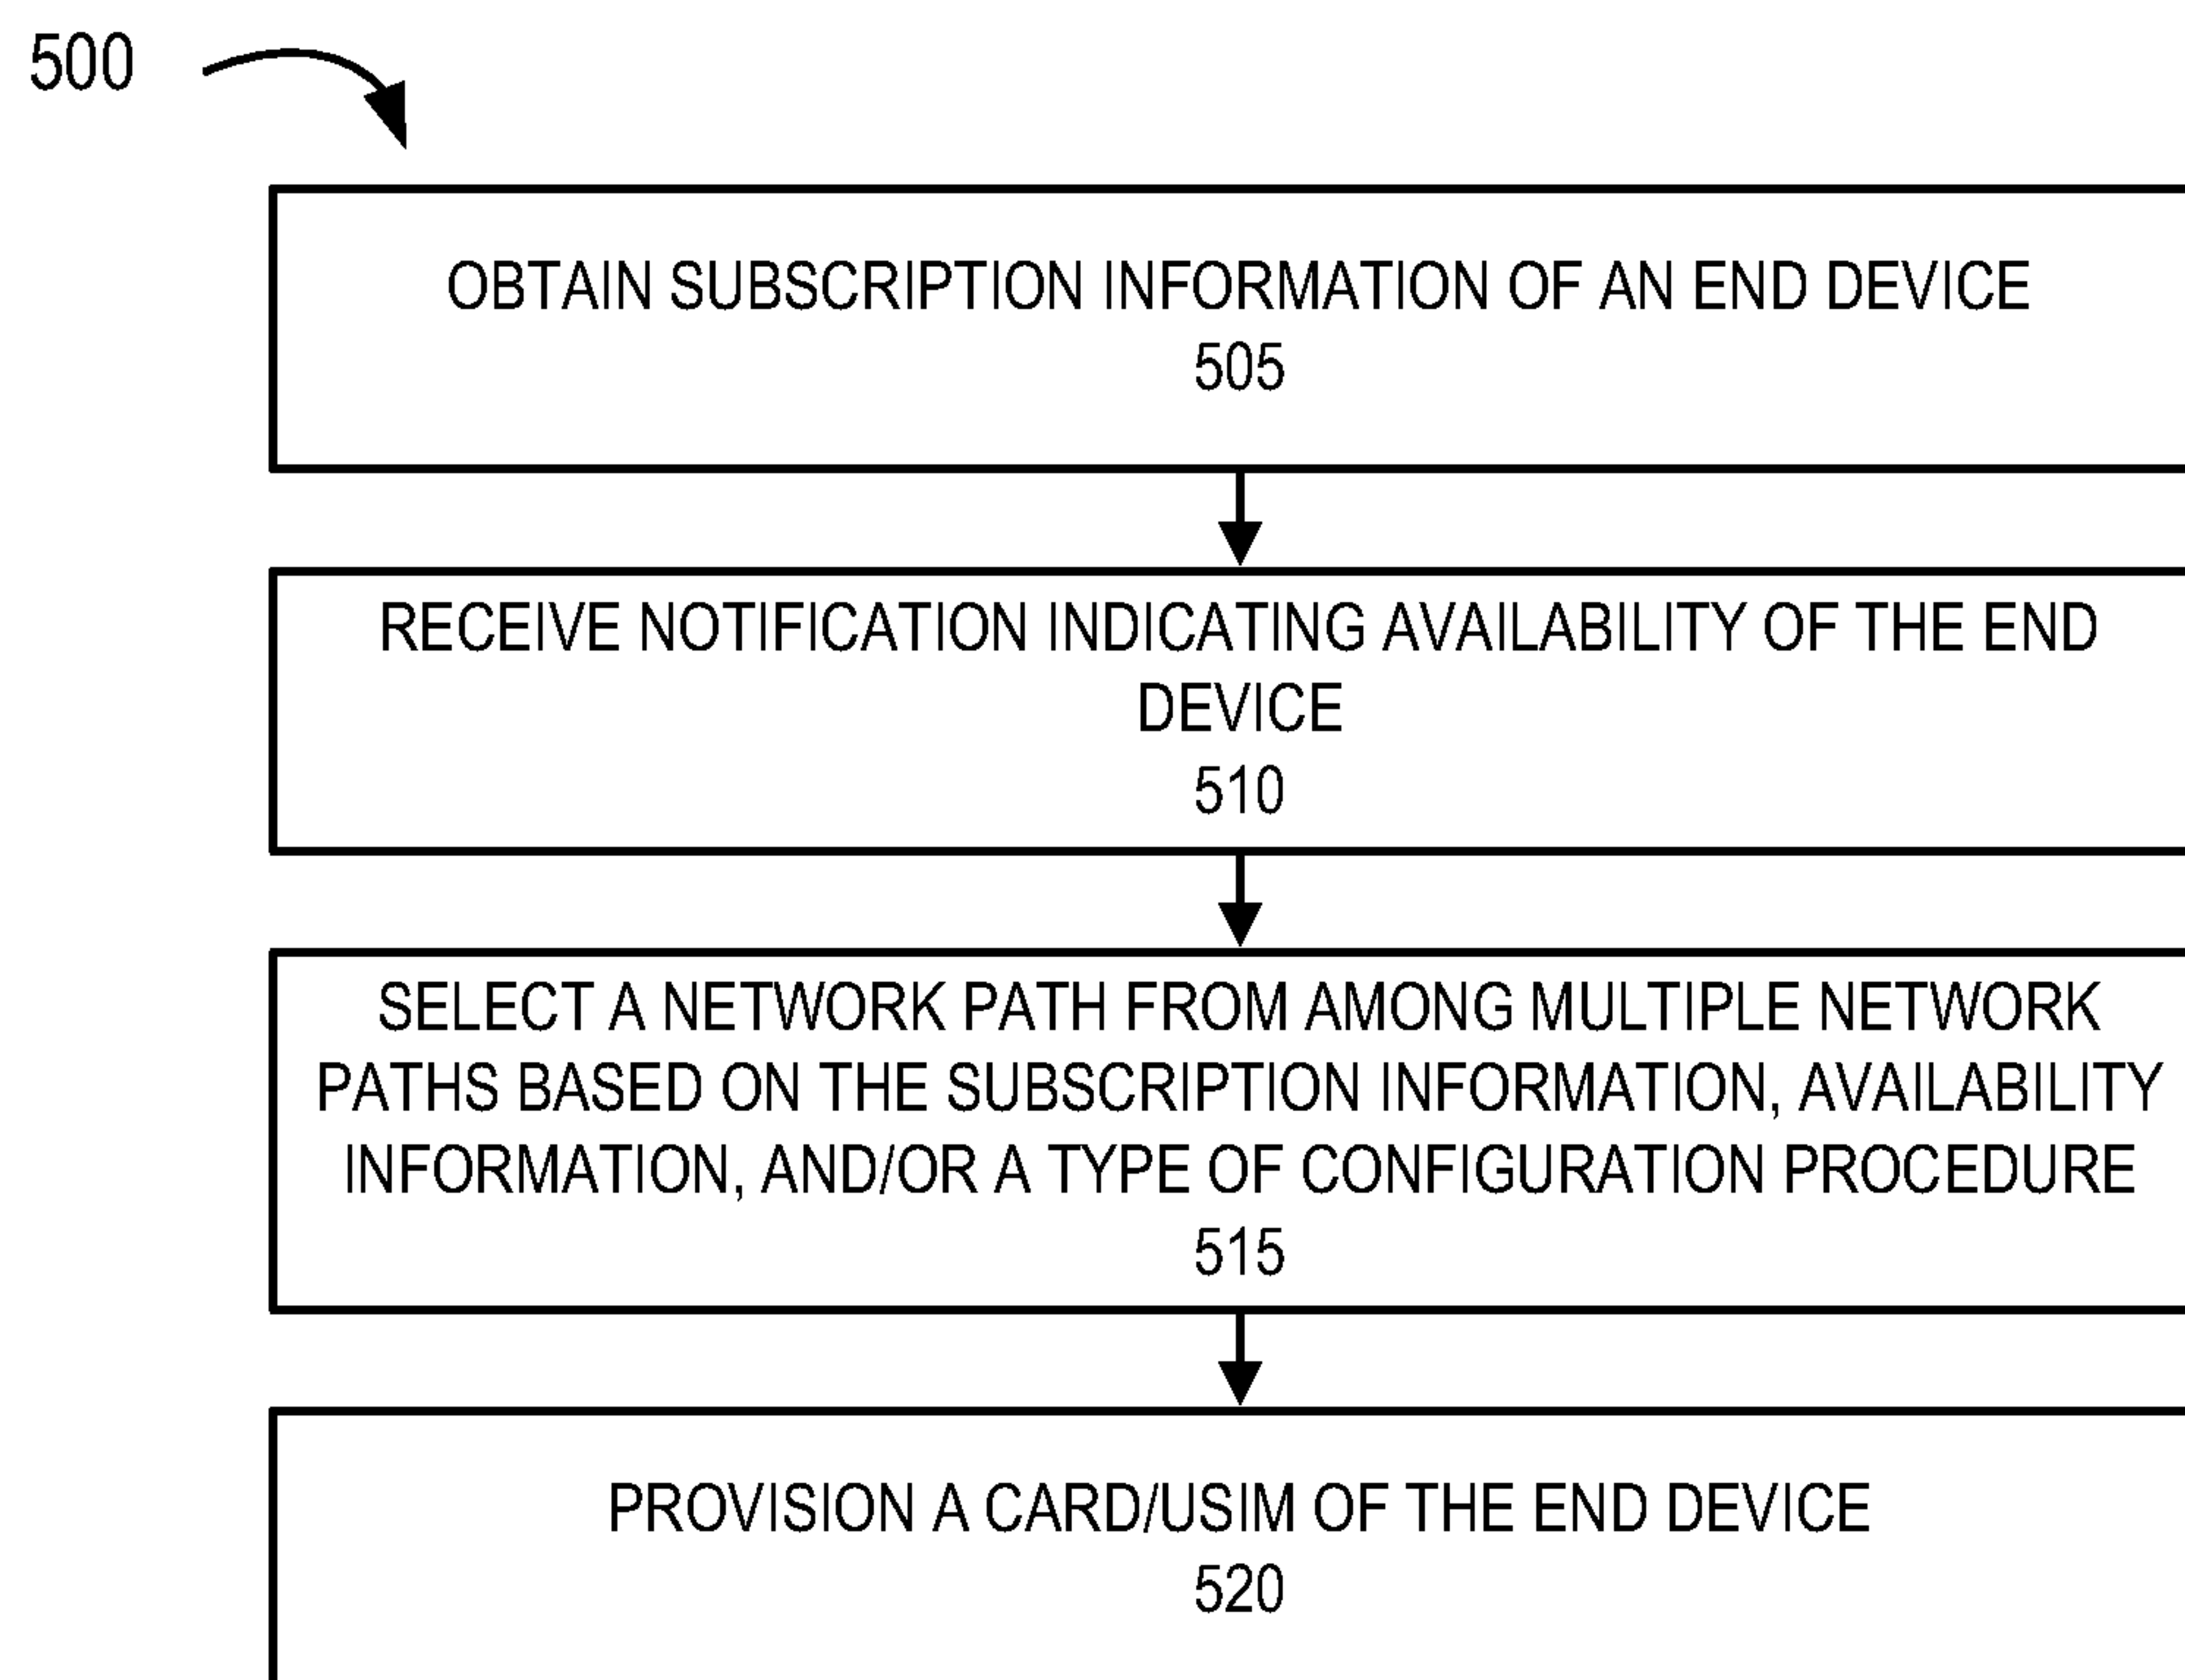 500
OBTAIN SUBSCRIPTION INFORMATION OF AN END DEVICE
505
RECEIVE NOTIFICATION INDICATING AVAILABILITY OF THE END
DEVICE
510
SELECT A NETWORK PATH FROM AMONG MULTIPLE NETWORK
PATHS BASED ON THE SUBSCRIPTION INFORMATION, AVAILABILITY
INFORMATION, AND/OR A TYPE OF CONFIGURATION PROCEDURE
515
PROVISION A CARD/USIM OF THE END DEVICE
520